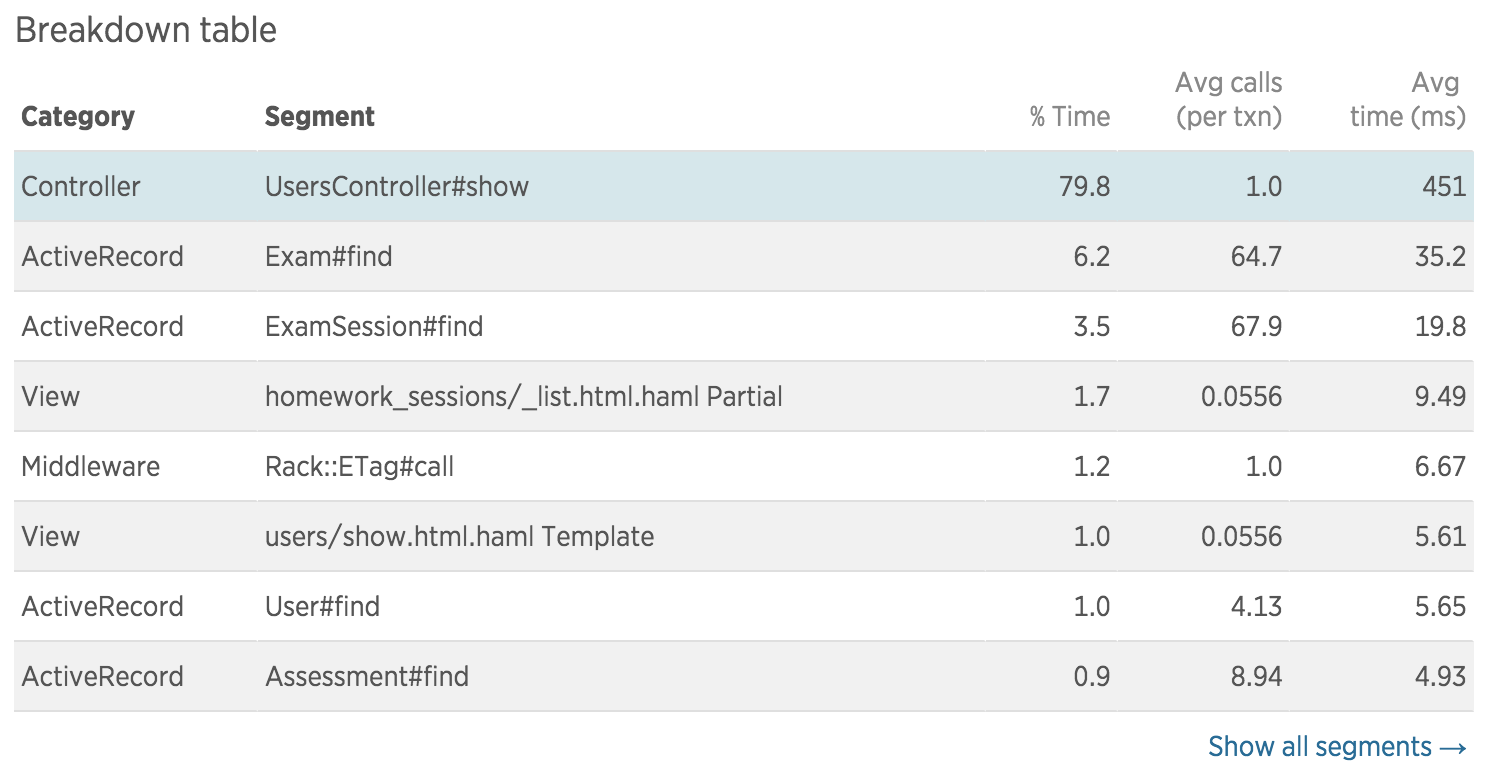 Breakdown table
Category Segment % Time Avg calls (per txn) Avg time (ms)
Controller UsersController#show 79.8 1.0 451
ActiveRecord Exam#find 6.2 64.7 35.2
ActiveRecord ExamSession#find 3.5 67.9 19.8
View homework_sessions/_list.html.haml Partial 1.7 0.0556 9.49
Middleware Rack::ETag#call 1.2 1.0 6.67
View users/show.html.haml Template 1.0 0.0556 5.61
ActiveRecord User#find 1.0 4.13 5.65
ActiveRecord Assessment#find 0.9 8.94 4.93
Show all segments →